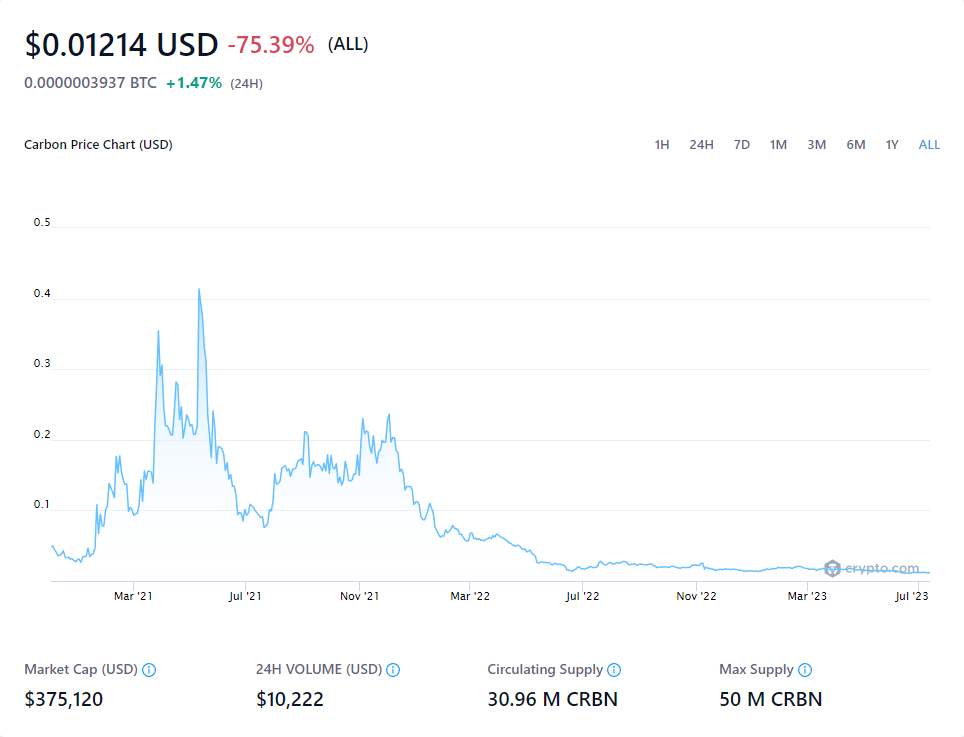 $0.01214 USD -75.39% (ALL)
0.0000003937 BTC +1.47% (24H)
Carbon Price Chart (USD) 1H 24H 7D 1M 3M 6M 1Y ALL
0.5
0.4
0.3
0.2
0.1
crypto.com
Mar '21 Jul '21 Nov '21 Mar '22 Jul '22 Nov '22 Mar '23 Jul '23
Market Cap (USD) 24H VOLUME (USD) Circulating Supply Max Supply
$375,120 $10,222 30.96 M CRBN 50 M CRBN